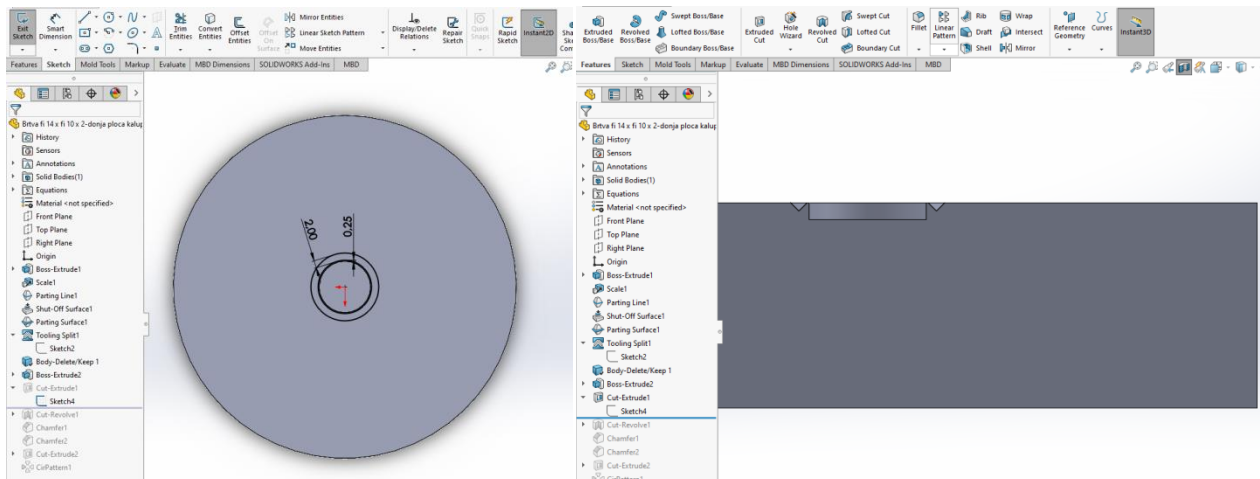 Exit Sketch
Smart Dimension
Trim Entities
Convert Entities
Offset Entities
Offset On Surface
Mirror Entities
Linear Sketch Pattern
Move Entities
Display/Delete Relations
Repair Sketch
Quick Snaps
Rapid Sketch
Instant2D
Features Sketch Mold Tools Markup Evaluate MBD Dimensions SOLIDWORKS Add-Ins MBD
Brtva fi 14 x fi 10 x 2-donja ploca kalup
History
Sensors
Annotations
Solid Bodies(1)
Equations
Material <not specified>
Front Plane
Top Plane
Right Plane
Origin
Boss-Extrude1
Scale1
Parting Line1
Shut-Off Surface1
Parting Surface1
Tooling Split1
Sketch2
Body-Delete/Keep 1
Boss-Extrude2
Cut-Extrude1
Sketch4
Cut-Revolve1
Chamfer1
Chamfer2
Cut-Extrude2
CirPattern1
2,00
0,25
Extruded Boss/Base
Revolved Boss/Base
Swept Boss/Base
Lofted Boss/Base
Boundary Boss/Base
Extruded Cut
Hole Wizard
Revolved Cut
Swept Cut
Lofted Cut
Boundary Cut
Fillet
Linear Pattern
Rib
Draft
Shell
Wrap
Intersect
Mirror
Reference Geometry
Curves
Instant3D
Features Sketch Mold Tools Markup Evaluate MBD Dimensions SOLIDWORKS Add-Ins MBD
Brtva fi 14 x fi 10 x 2-donja ploca kalup
History
Sensors
Annotations
Solid Bodies(1)
Equations
Material <not specified>
Front Plane
Top Plane
Right Plane
Origin
Boss-Extrude1
Scale1
Parting Line1
Shut-Off Surface1
Parting Surface1
Tooling Split1
Sketch2
Body-Delete/Keep 1
Boss-Extrude2
Cut-Extrude1
Sketch4
Cut-Revolve1
Chamfer1
Chamfer2
Cut-Extrude2
CirPattern1